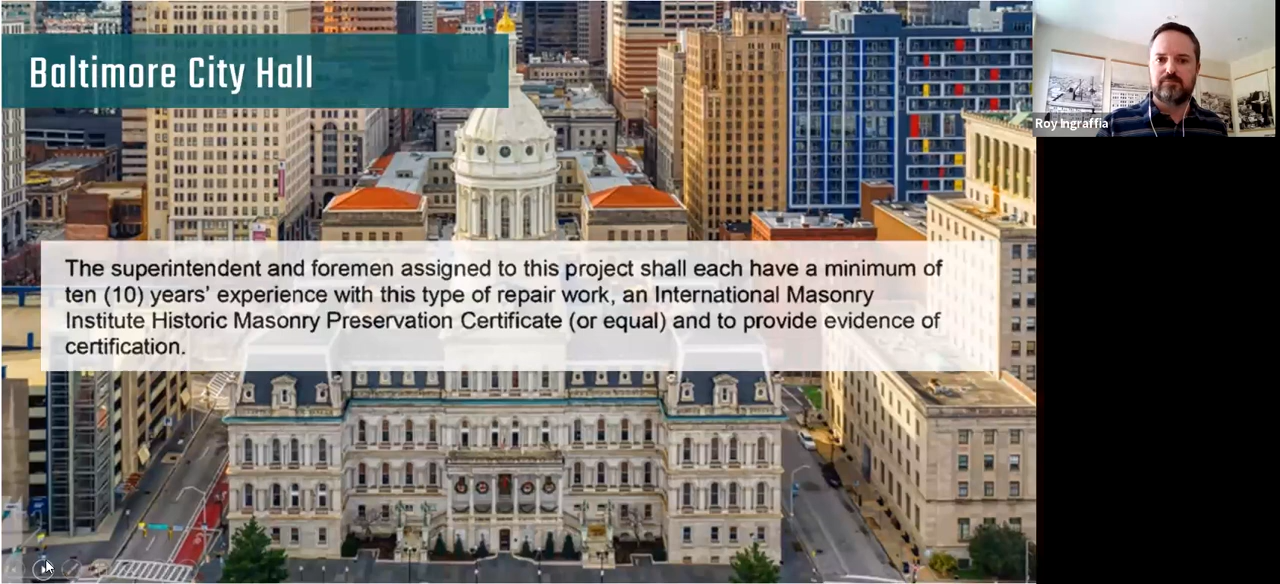 Baltimore City Hall
Roy Ingraffia
The superintendent and foremen assigned to this project shall each have a minimum of
ten (10) years' experience with this type of repair work, an International Masonry
Institute Historic Masonry Preservation Certificate (or equal) and to provide evidence of
certification.